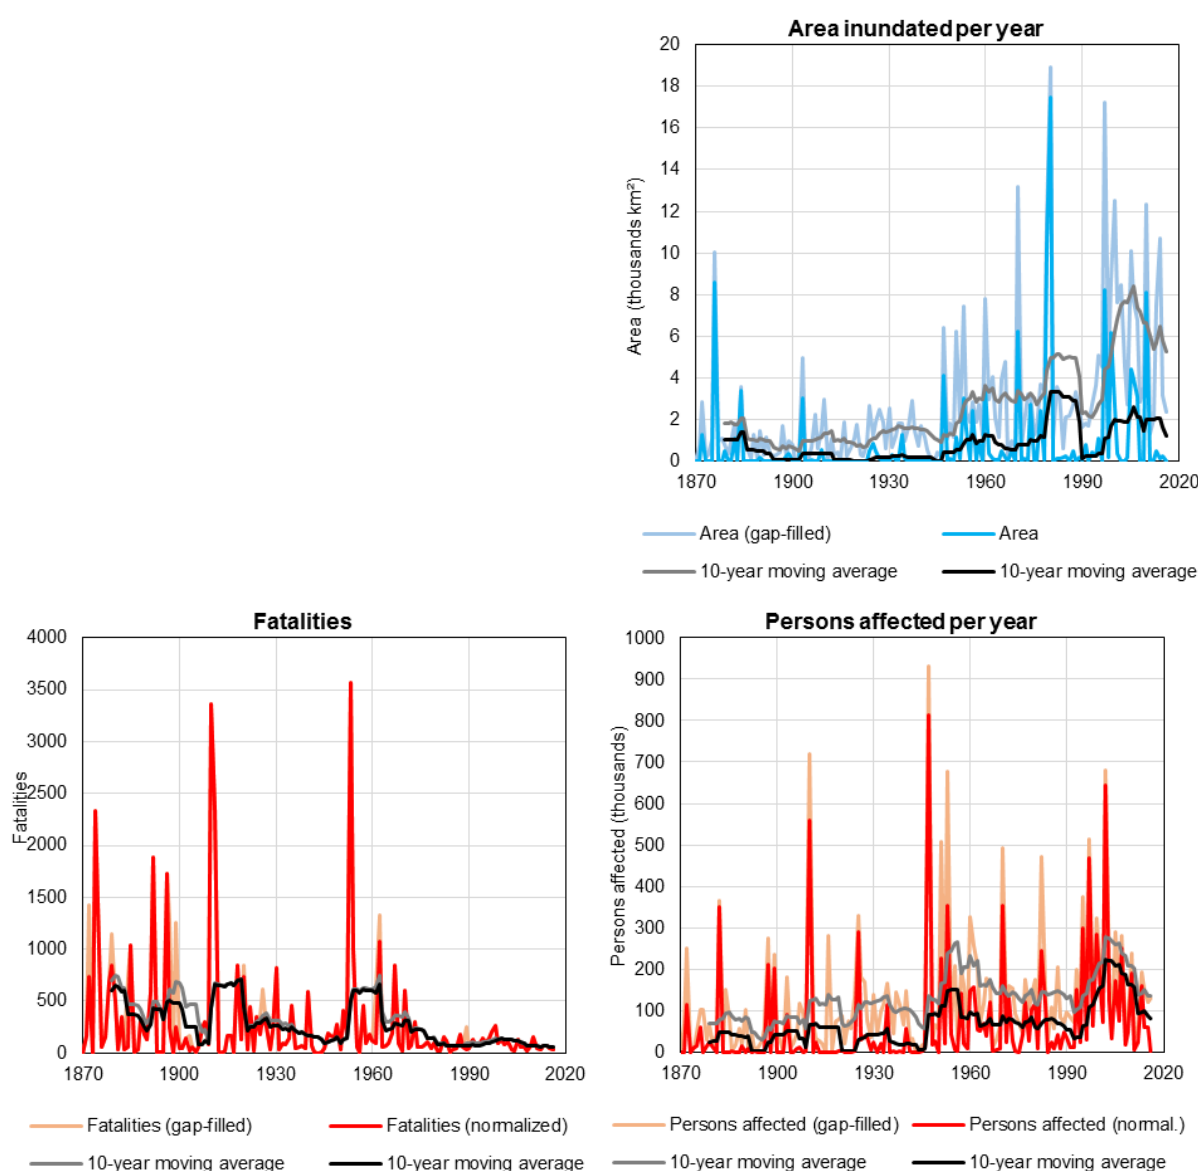 Area inundated per year
20
18
16
14
12
10
8
6
4
2
0
Area (thousands km²)
1870 1900 1930 1960 1990 2020
Area (gap-filled) Area
10-year moving average 10-year moving average
Fatalities
4000
3500
3000
2500
2000
1500
1000
500
0
Fatalities
1870 1900 1930 1960 1990 2020
Fatalities (gap-filled) Fatalities (normalized)
10-year moving average 10-year moving average
Persons affected per year
1000
900
800
700
600
500
400
300
200
100
0
Persons affected (thousands)
1870 1900 1930 1960 1990 2020
Persons affected (gap-filled) Persons affected (normal.)
10-year moving average 10-year moving average